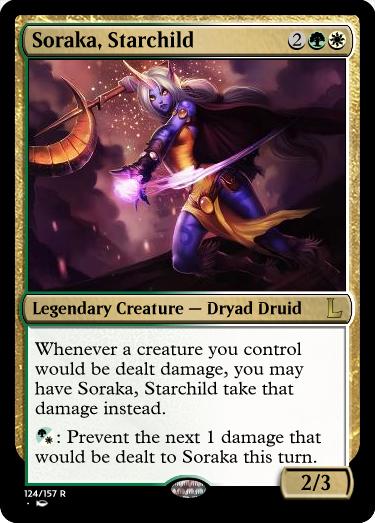 Soraka, Starchild 2
Legendary Creature — Dryad Druid L
Whenever a creature you control
would be dealt damage, you may
have Soraka, Starchild take that
damage instead.
: Prevent the next 1 damage that
would be dealt to Soraka this turn.
2/3
124/157 R